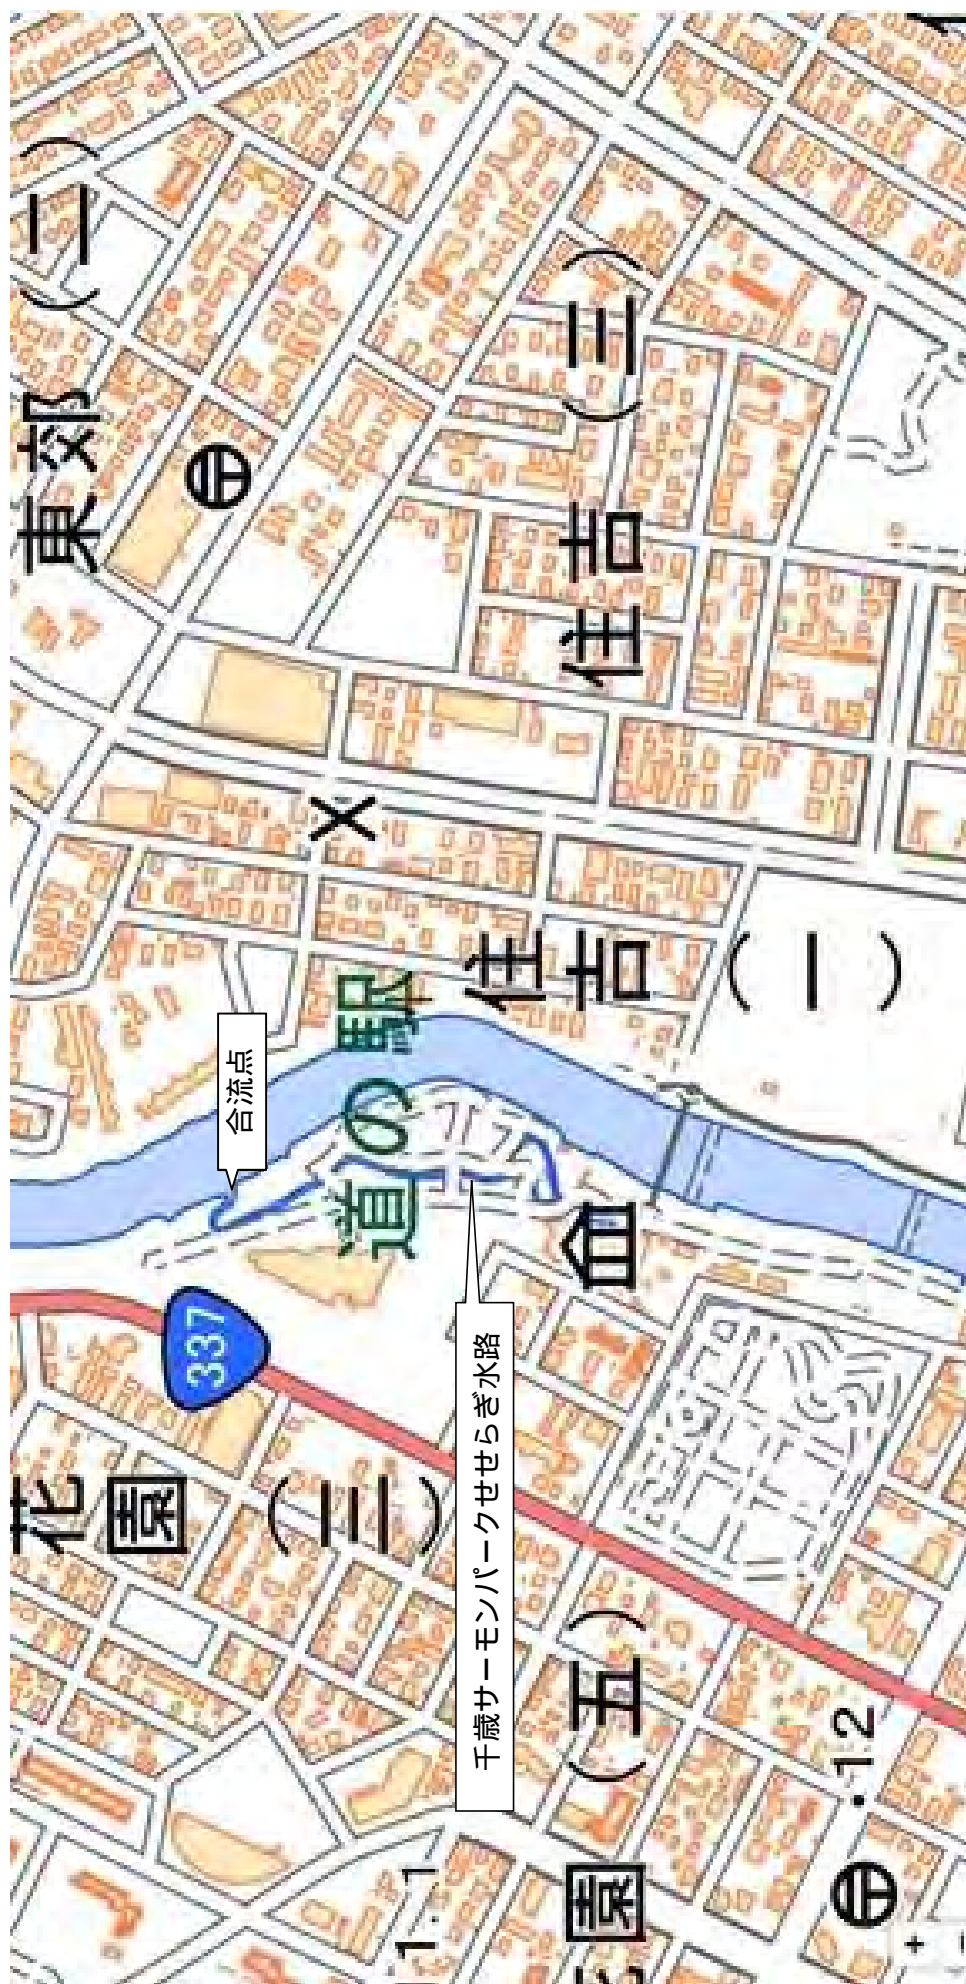 東郊（二）
花園（三）
337
合流点
道の駅
千歳サーモンパークせせらぎ水路
住吉（一）
住吉（三）
花園（五）
・12
+
-